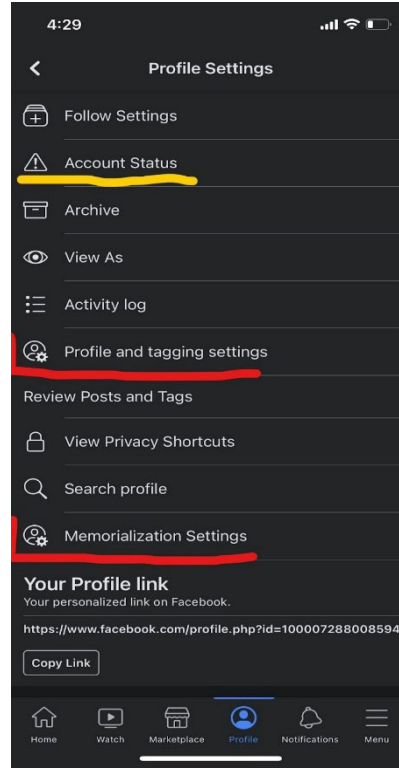 4:29
Profile Settings
Follow Settings
Account Status
Archive
View As
Activity log
Profile and tagging settings
Review Posts and Tags
View Privacy Shortcuts
Search profile
Memorialization Settings
Your Profile link
Your personalized link on Facebook.
https://www.facebook.com/profile.php?id=100007288008594
Copy Link
Home Watch Marketplace Profile Notifications Menu